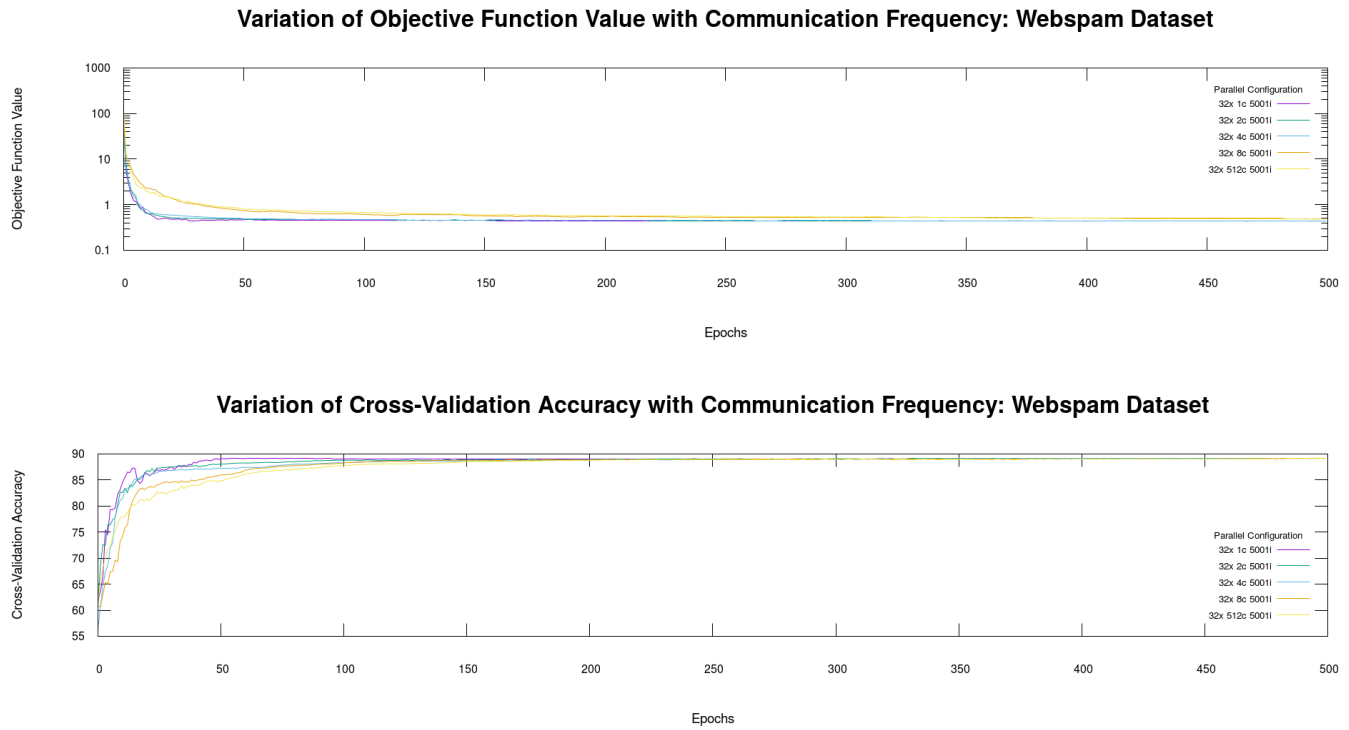 Variation of Objective Function Value with Communication Frequency: Webspam Dataset
Objective Function Value
1000
100
10
1
0.1
Parallel Configuration
32x 1c 5001i
32x 2c 5001i
32x 4c 5001i
32x 8c 5001i
32x 512c 5001i
0 50 100 150 200 250 300 350 400 450 500
Epochs
Variation of Cross-Validation Accuracy with Communication Frequency: Webspam Dataset
Cross-Validation Accuracy
90
85
80
75
70
65
60
55
Parallel Configuration
32x 1c 5001i
32x 2c 5001i
32x 4c 5001i
32x 8c 5001i
32x 512c 5001i
0 50 100 150 200 250 300 350 400 450 500
Epochs